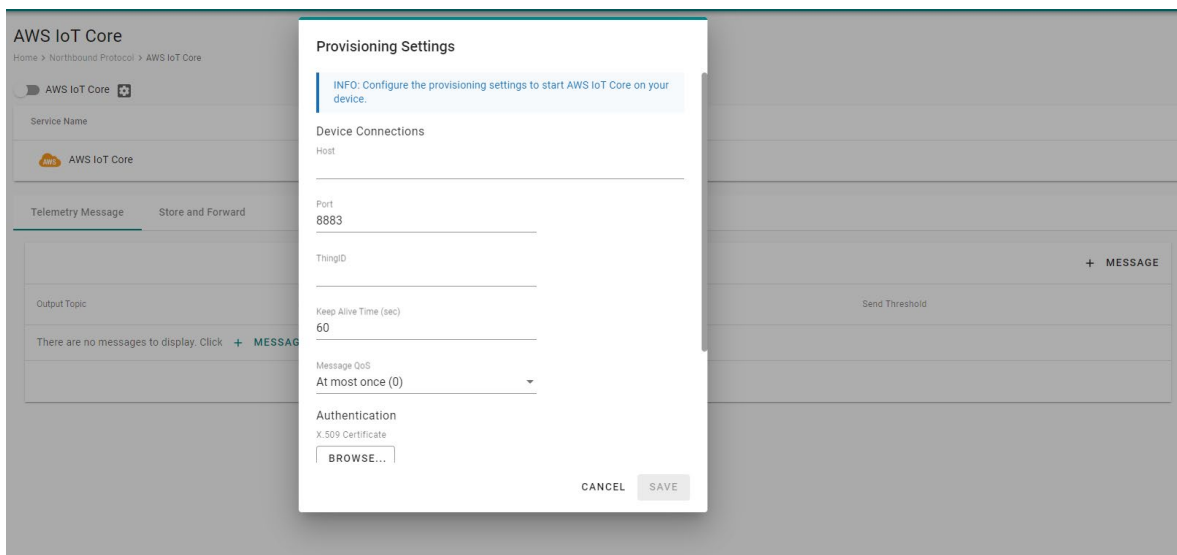 AWS IoT Core
Home > Northbound Protocol > AWS IoT Core
AWS IoT Core
Service Name
AWS
AWS IoT Core
Telemetry Message
Store and Forward
+ MESSAGE
Output Topic
Send Threshold
There are no messages to display. Click + MESSAG
Provisioning Settings
INFO: Configure the provisioning settings to start AWS IoT Core on your
device.
Device Connections
Host
Port
8883
ThingID
Keep Alive Time (sec)
60
Message QoS
At most once (0)
Authentication
X.509 Certificate
BROWSE...
CANCEL
SAVE